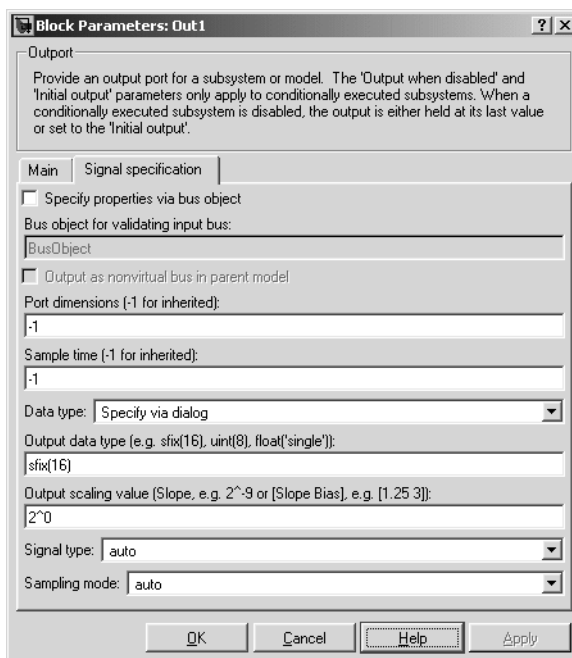 Block Parameters: Out1
Outport
Provide an output port for a subsystem or model. The 'Output when disabled' and
'Initial output' parameters only apply to conditionally executed subsystems. When a
conditionally executed subsystem is disabled, the output is either held at its last value
or set to the 'Initial output'.
Main
Signal specification
Specify properties via bus object
Bus object for validating input bus:
BusObject
Output as nonvirtual bus in parent model
Port dimensions (-1 for inherited):
-1
Sample time (-1 for inherited):
-1
Data type: Specify via dialog
Output data type (e.g. sfix(16), uint(8), float('single')):
sfix(16)
Output scaling value (Slope, e.g. 2^-9 or [Slope Bias], e.g. [1.25 3]):
2^0
Signal type: auto
Sampling mode: auto
OK Cancel Help Apply